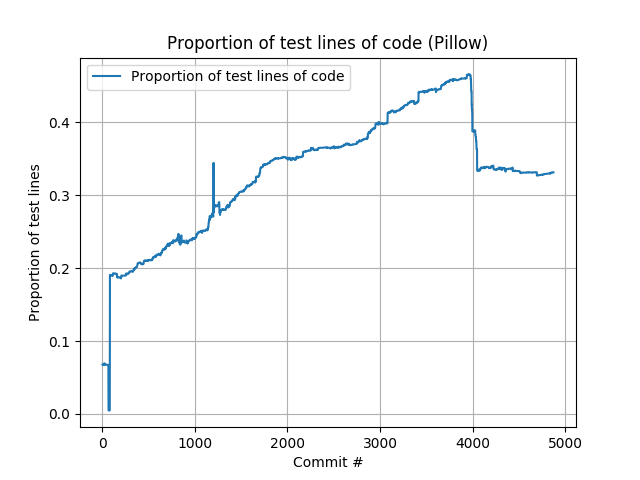 Proportion of test lines of code (Pillow)
Proportion of test lines of code
Proportion of test lines
0.4
0.3
0.2
0.1
0.0
0 1000 2000 3000 4000 5000
Commit #